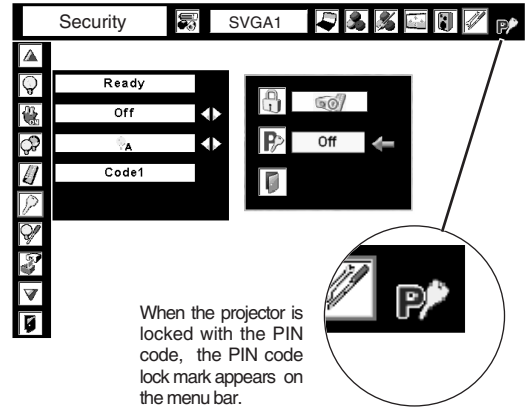 Security
SVGA1
P
ON
Ready
Off
A
Code1
P
Off
P
When the projector is
locked with the PIN
code, the PIN code
lock mark appears on
the menu bar.